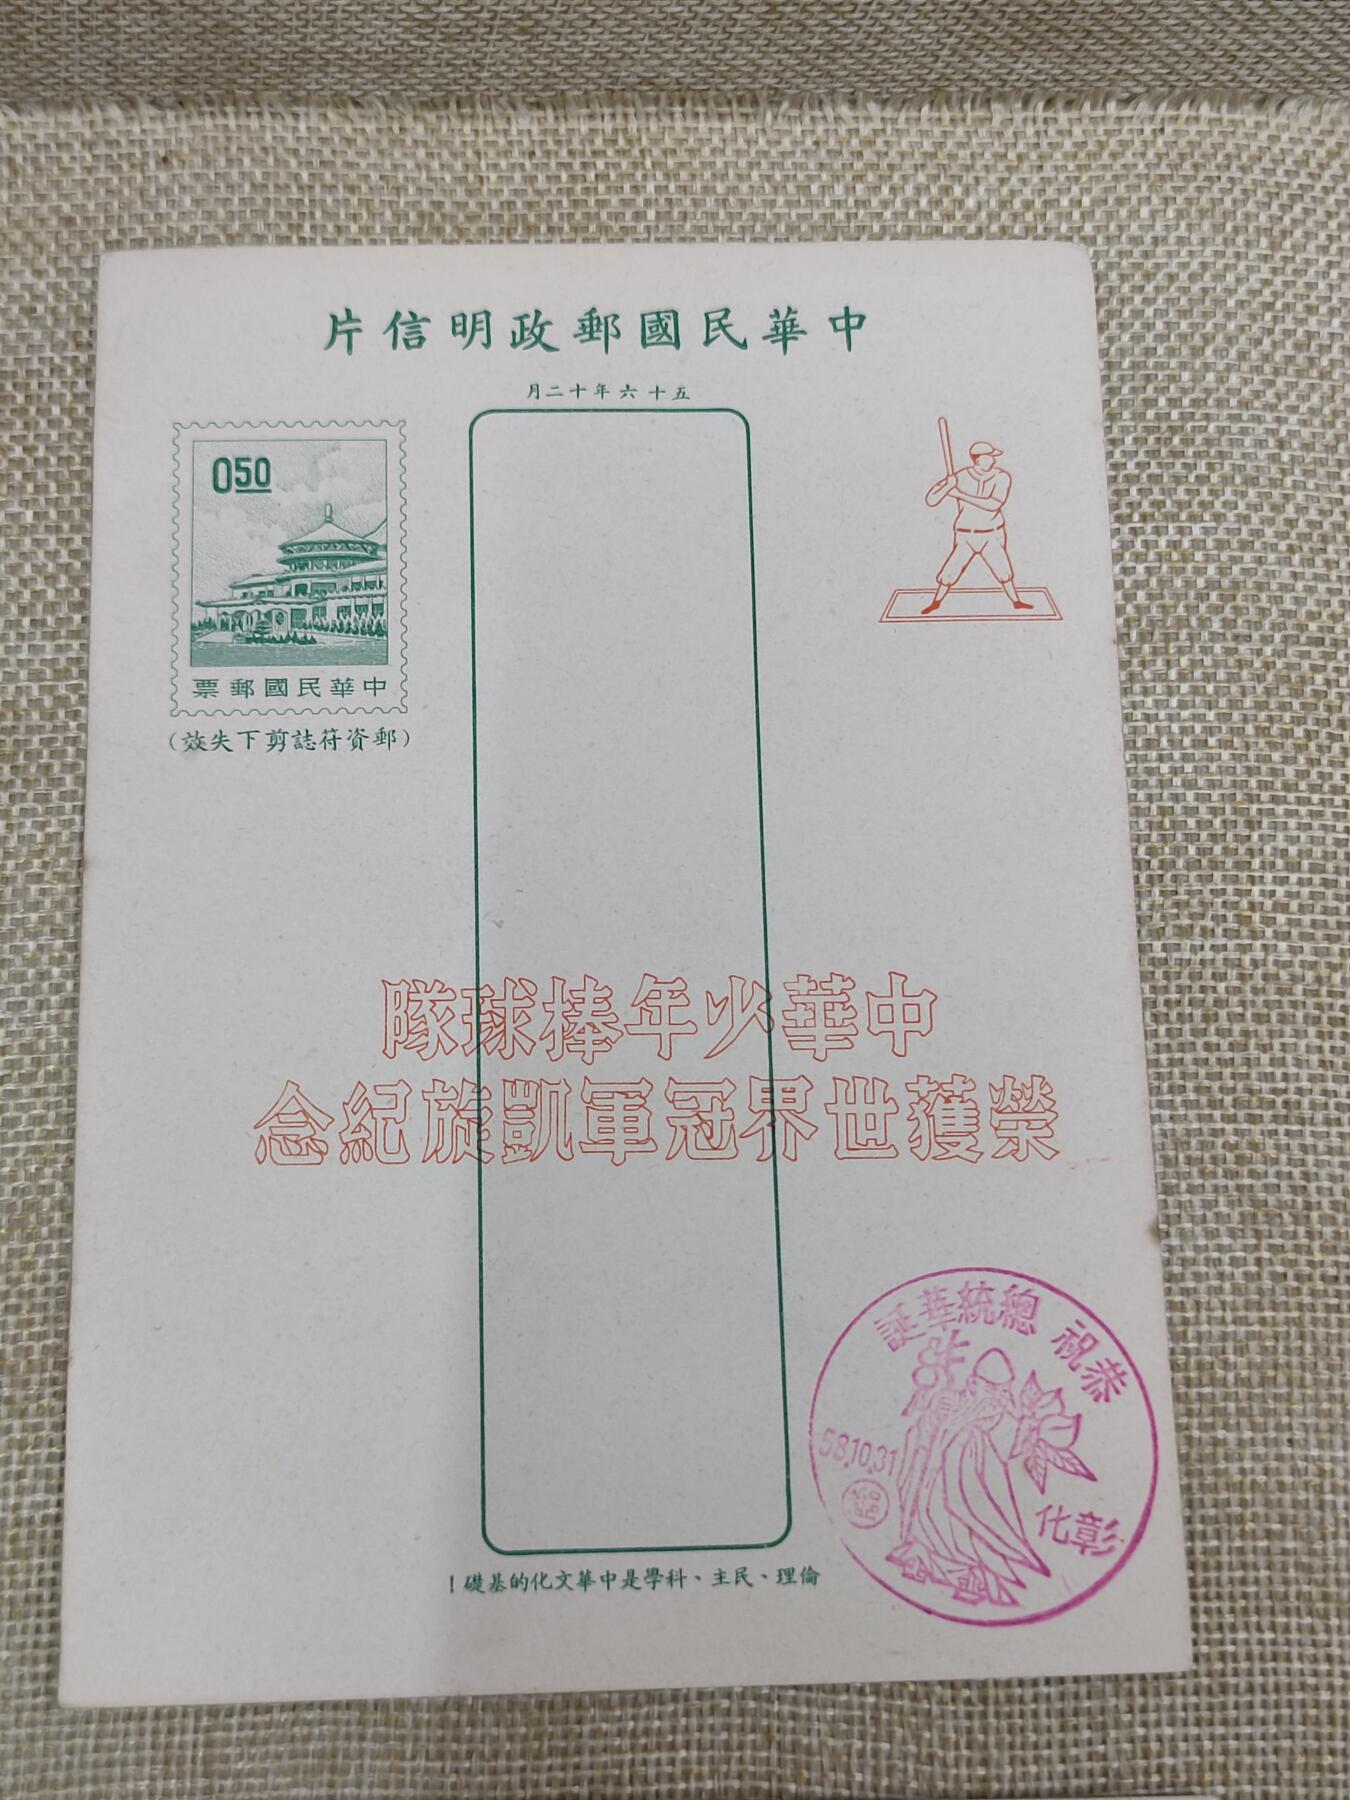 中華民國郵政明信片
五十六年十二月
050
中華民國郵票
(郵資符誌剪下失效)
中華少年棒球隊
榮獲世界冠軍凱旋紀念
恭祝 總統華誕
58.10.31
彰化
倫理、民主、科學是中華文化的基礎!